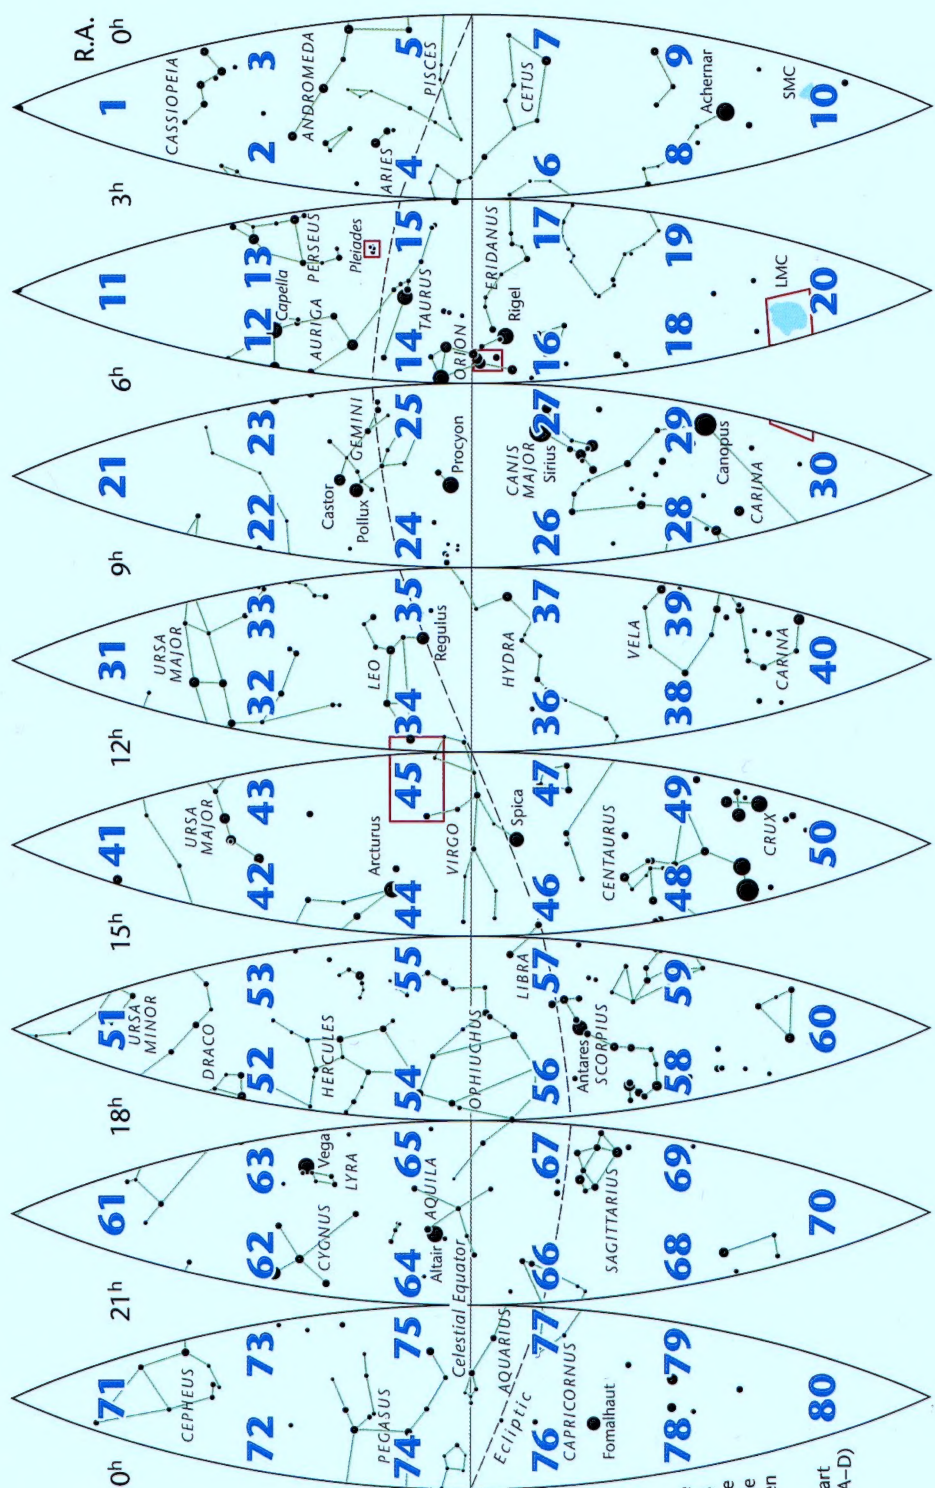 R.A.
0h
1
CASSIOPEIA
3
2
ANDROMEDA
5
PISCES
ARIES
4
7
CETUS
6
9
8
Achernar
SMC
10
3h
11
PERSEUS
13
12
Capella
AURIGA
Pleiades
15
TAURUS
14
ORION
ERIDANUS
17
Rigel
16
19
18
LMC
20
6h
21
23
22
GEMINI
Castor
Pollux
25
24
Procyon
CANIS
MAJOR
27
Sirius
26
29
28
Canopus
CARINA
30
9h
31
URSA
MAJOR
33
32
LEO
35
34
Regulus
HYDRA
37
36
VELA
39
38
CARINA
40
12h
41
URSA
MAJOR
43
42
Arcturus
45
44
VIRGO
Spica
47
46
CENTAURUS
49
48
CRUX
50
15h
51
URSA
MINOR
DRACO
53
52
HERCULES
55
54
OPHIUCHUS
LIBRA
57
56
Antares
SCORPIUS
59
58
60
18h
61
63
62
Vega
LYRA
CYGNUS
65
64
AQUILA
Altair
67
66
SAGITTARIUS
69
68
70
21h
71
CEPHEUS
73
72
PEGASUS
75
74
Celestial Equator
AQUARIUS
Ecliptic
77
76
CAPRICORNUS
Fomalhaut
79
78
80
0h
e
e
en
art
A–D)